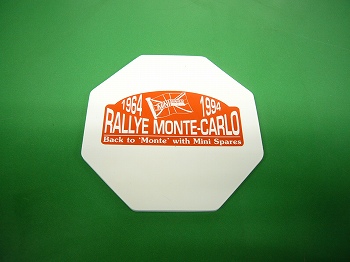 1964 1994
RALLYE MONTE-CARLO
Back to 'Monte' with Mini Spares